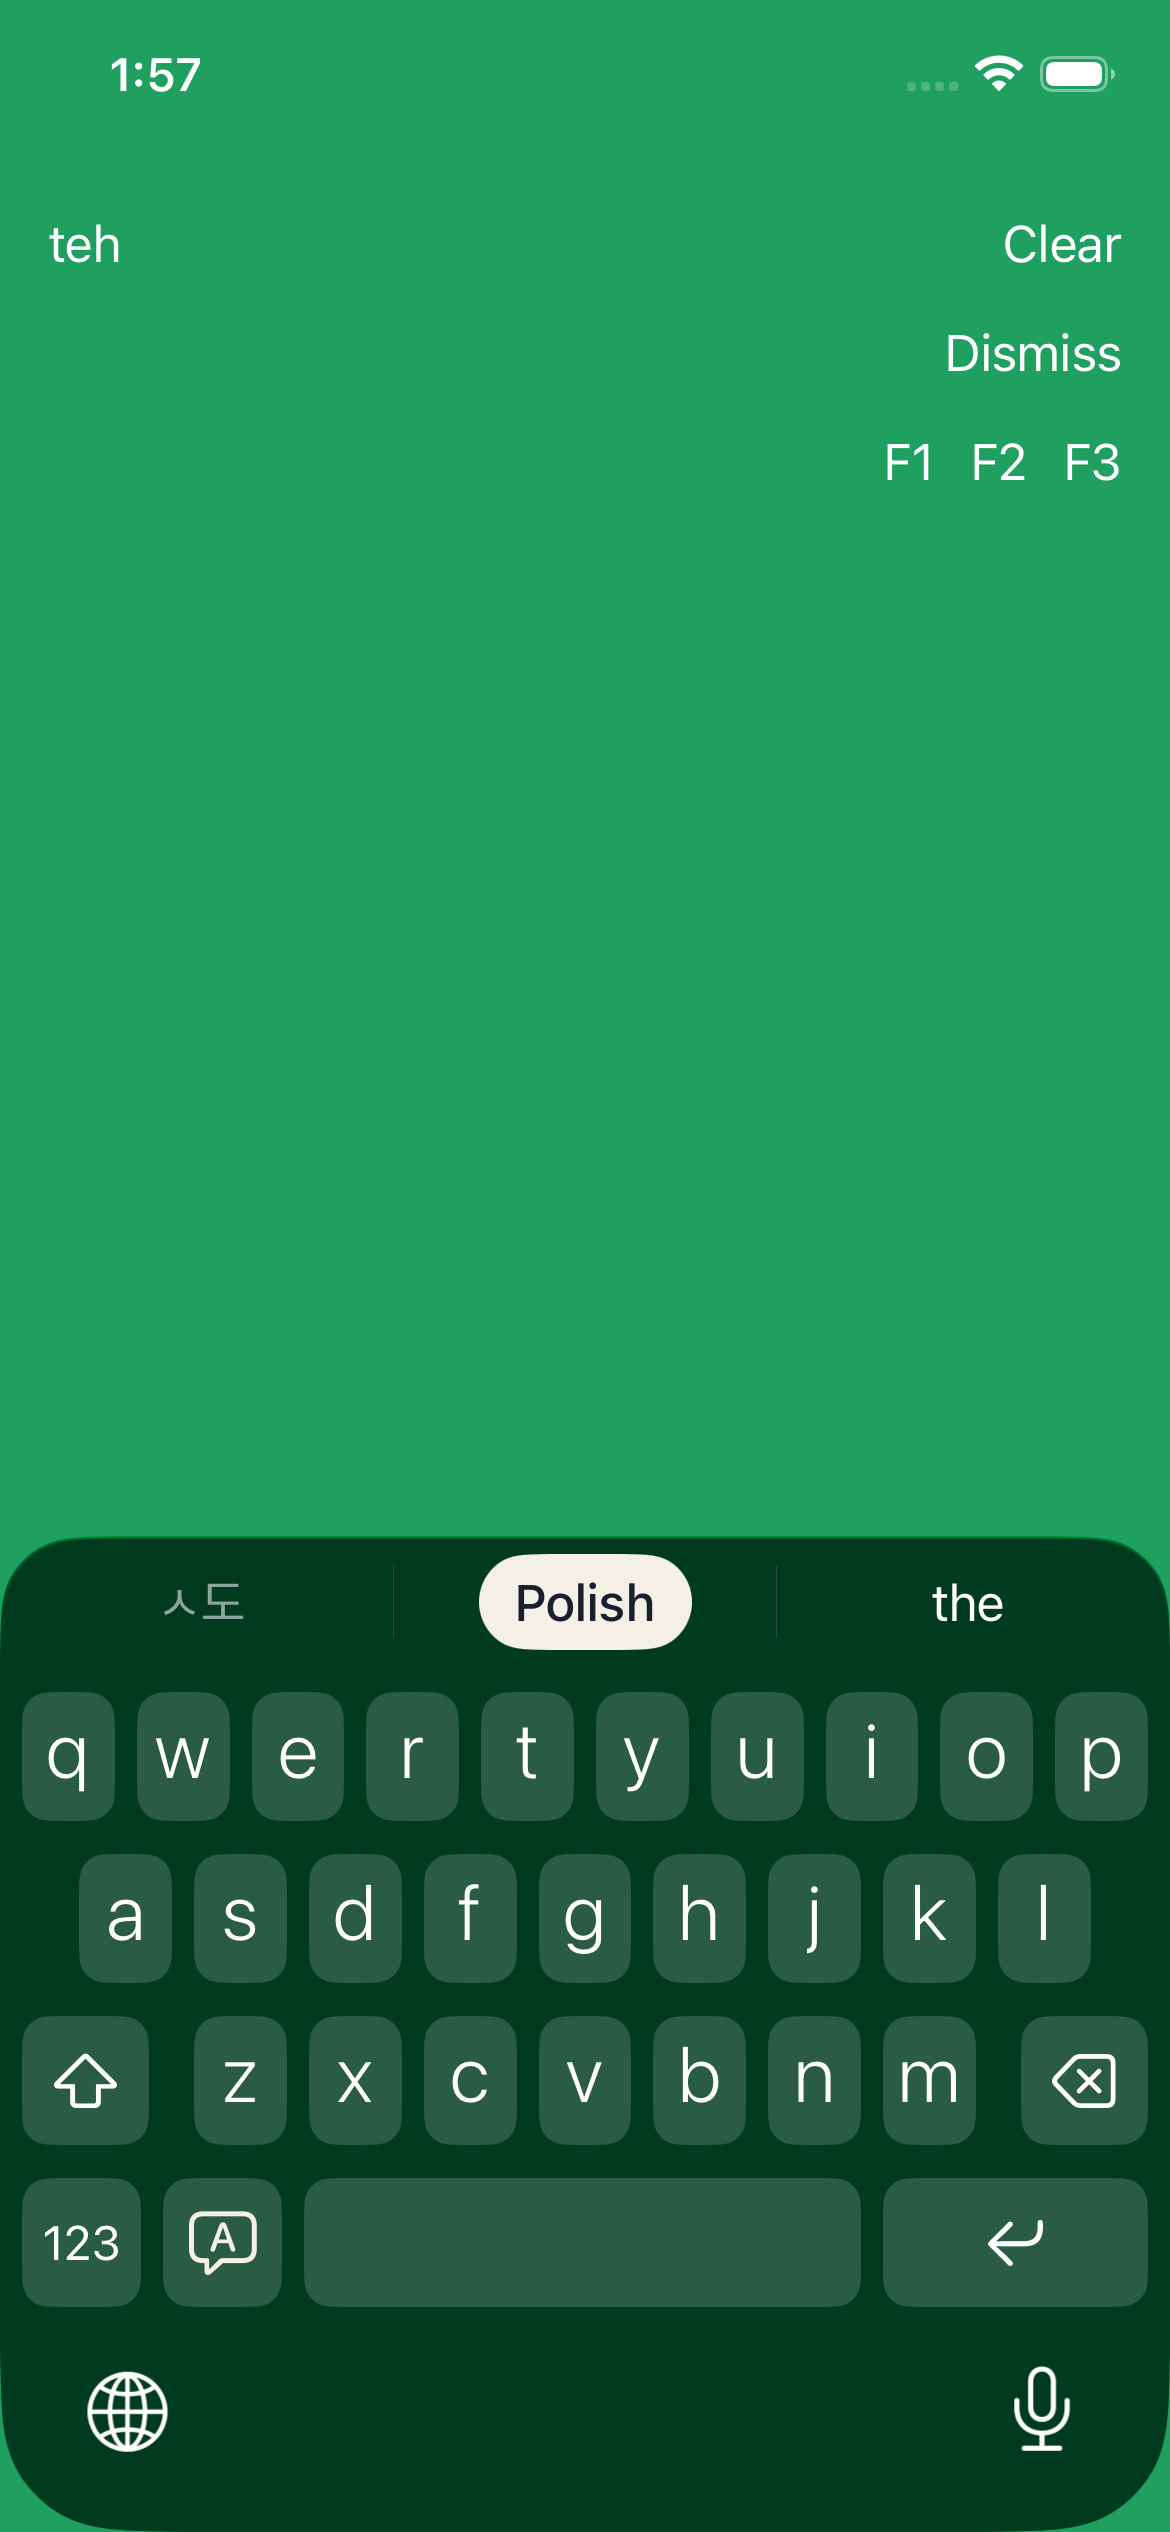 1:57
teh Clear
Dismiss
F1 F2 F3
ㅅ도 Polish the
q w e r t y u i o p
a s d f g h j k l
z x c v b n m
123 A